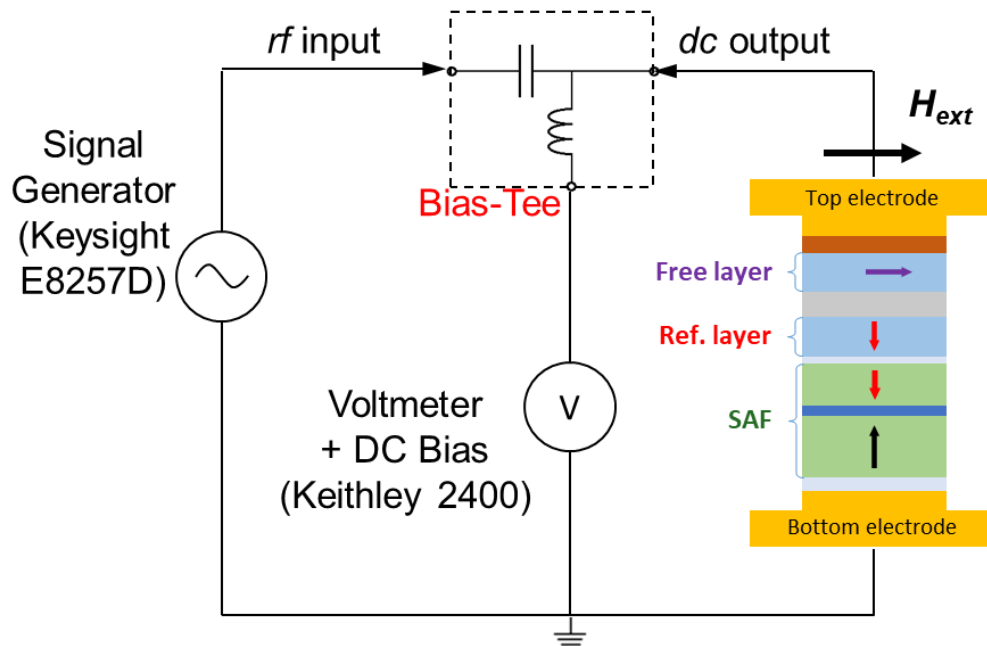 rf input
dc output
H_ext
Signal
Generator
(Keysight
E8257D)
Bias-Tee
Top electrode
Free layer
Ref. layer
SAF
Voltmeter
+ DC Bias
(Keithley 2400)
V
Bottom electrode